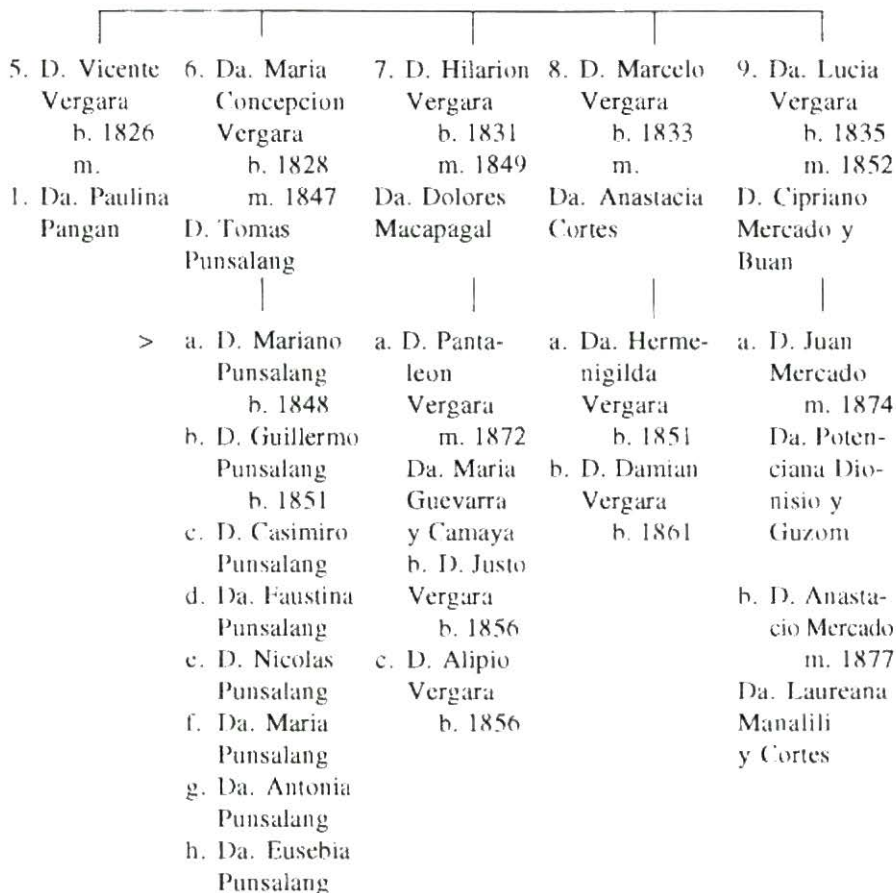 5. D. Vicente
Vergara
b. 1826
m.
1. Da. Paulina
Pangan
6. Da. Maria
Concepcion
Vergara
b. 1828
m. 1847
D. Tomas
Punsalang
7. D. Hilarion
Vergara
b. 1831
m. 1849
Da. Dolores
Macapagal
8. D. Marcelo
Vergara
b. 1833
m.
Da. Anastacia
Cortes
9. Da. Lucia
Vergara
b. 1835
m. 1852
D. Cipriano
Mercado y
Buan
>
a. D. Mariano
Punsalang
b. 1848
b. D. Guillermo
Punsalang
b. 1851
c. D. Casimiro
Punsalang
d. Da. Faustina
Punsalang
e. D. Nicolas
Punsalang
f. Da. Maria
Punsalang
g. Da. Antonia
Punsalang
h. Da. Eusebia
Punsalang
a. D. Panta-
leon
Vergara
m. 1872
Da. Maria
Guevarra
y Camaya
b. D. Justo
Vergara
b. 1856
c. D. Alipio
Vergara
b. 1856
a. Da. Herme-
nigilda
Vergara
b. 1851
b. D. Damian
Vergara
b. 1861
a. D. Juan
Mercado
m. 1874
Da. Poten-
ciana Dio-
nisio y
Guzom
b. D. Anasta-
cio Mercado
m. 1877
Da. Laureana
Manalili
y Cortes